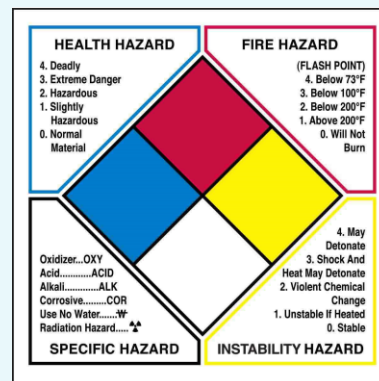 HEALTH HAZARD
4. Deadly
3. Extreme Danger
2. Hazardous
1. Slightly
Hazardous
0. Normal
Material
FIRE HAZARD
(FLASH POINT)
4. Below 73°F
3. Below 100°F
2. Below 200°F
1. Above 200°F
0. Will Not
Burn
Oxidizer...OXY
Acid............ACID
Alkali............ALK
Corrosive.........COR
Use No Water.......W
Radiation Hazard..... ☢
SPECIFIC HAZARD
4. May
Detonate
3. Shock And
Heat May Detonate
2. Violent Chemical
Change
1. Unstable If Heated
0. Stable
INSTABILITY HAZARD